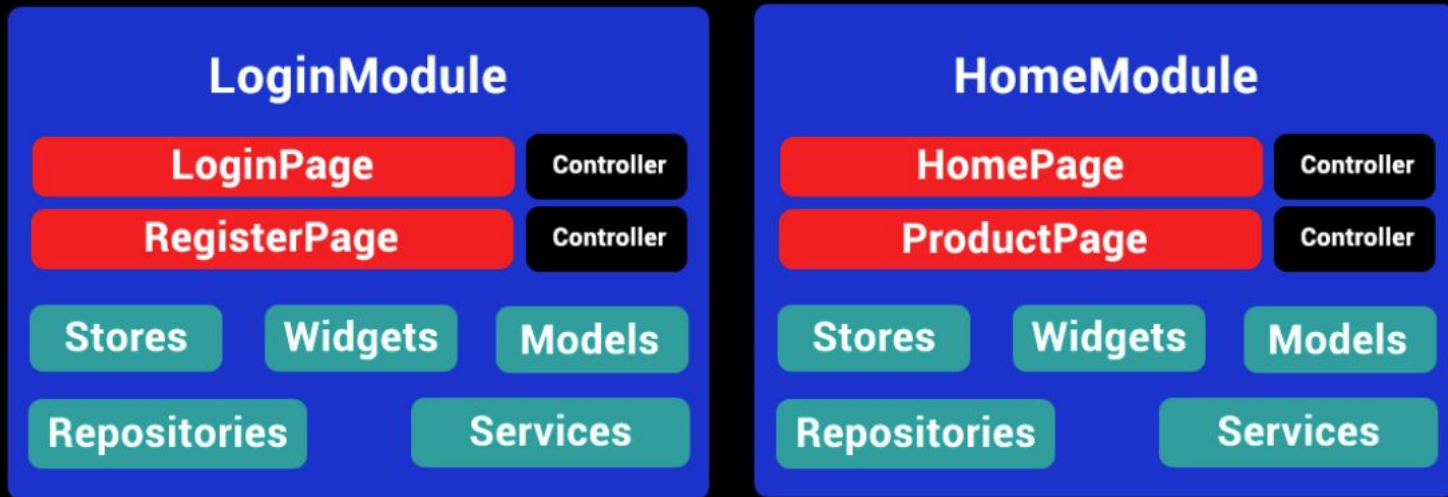 LoginModule
LoginPage
Controller
RegisterPage
Controller
Stores
Widgets
Models
Repositories
Services
HomeModule
HomePage
Controller
ProductPage
Controller
Stores
Widgets
Models
Repositories
Services